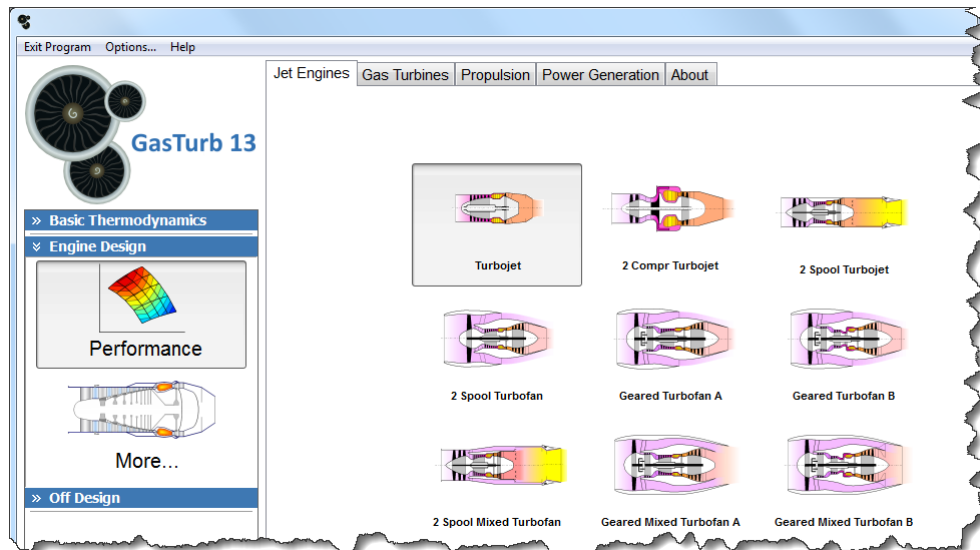 Exit Program Options... Help
Jet Engines Gas Turbines Propulsion Power Generation About
GasTurb 13
» Basic Thermodynamics
Engine Design
Performance
More...
» Off Design
Turbojet 2 Compr Turbojet 2 Spool Turbojet
2 Spool Turbofan Geared Turbofan A Geared Turbofan B
2 Spool Mixed Turbofan Geared Mixed Turbofan A Geared Mixed Turbofan B